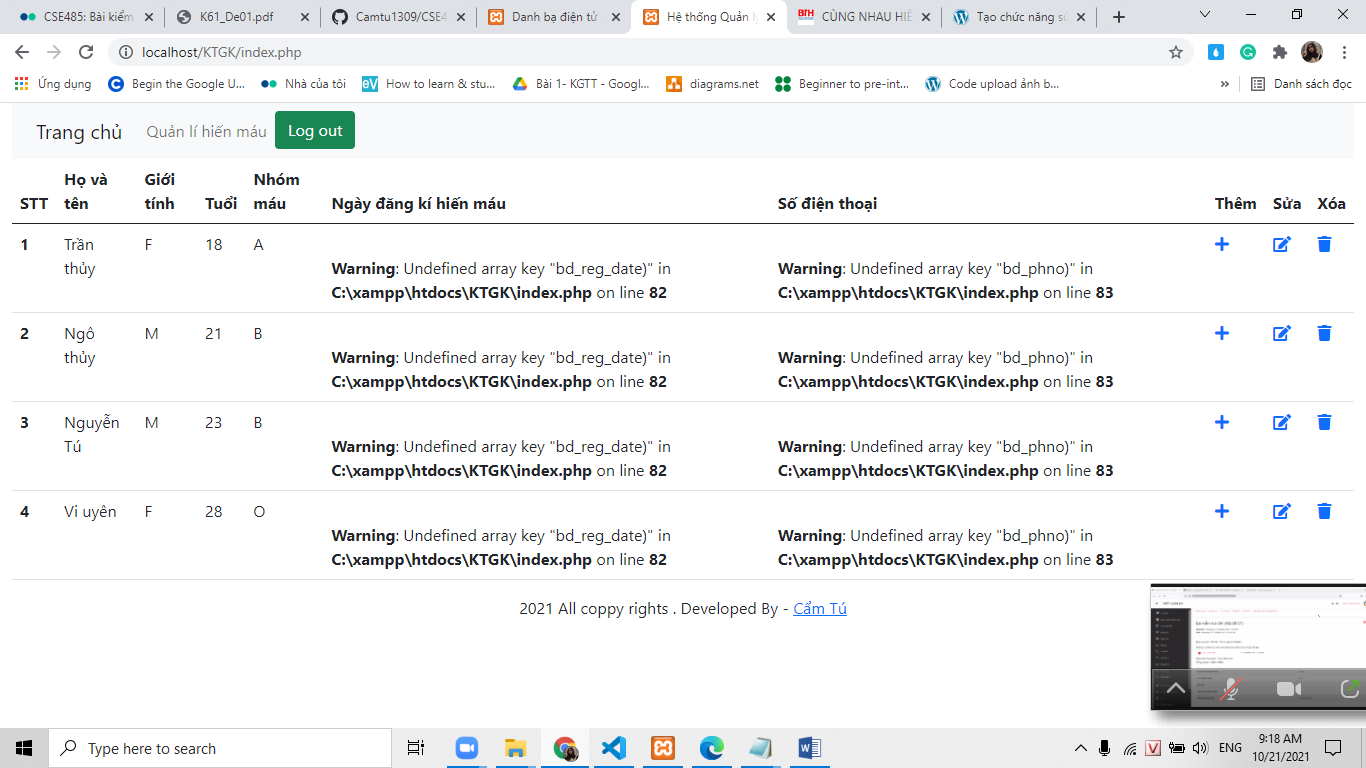 CSE485: Bài kiểm
K61_De01.pdf
Camtu1309/CSE4
Danh bạ điện tử
Hệ thống Quản l
BTH
CÙNG NHAU HIẾ
Tạo chức năng sử
localhost/KTGK/index.php
Ứng dụng
Begin the Google U...
Nhà của tôi
eV
How to learn & stu...
Bài 1- KGTT - Googl...
diagrams.net
Beginner to pre-int...
Code upload ảnh b...
»
Danh sách đọc
Trang chủ
Quản lí hiến máu
Log out
STT Họ và tên Giới tính Tuổi Nhóm máu Ngày đăng kí hiến máu Số điện thoại Thêm Sửa Xóa
1 Trần thủy F 18 A
Warning: Undefined array key "bd_reg_date)" in
C:\xampp\htdocs\KTGK\index.php on line 82
Warning: Undefined array key "bd_phno)" in
C:\xampp\htdocs\KTGK\index.php on line 83
2 Ngô thủy M 21 B
Warning: Undefined array key "bd_reg_date)" in
C:\xampp\htdocs\KTGK\index.php on line 82
Warning: Undefined array key "bd_phno)" in
C:\xampp\htdocs\KTGK\index.php on line 83
3 Nguyễn Tú M 23 B
Warning: Undefined array key "bd_reg_date)" in
C:\xampp\htdocs\KTGK\index.php on line 82
Warning: Undefined array key "bd_phno)" in
C:\xampp\htdocs\KTGK\index.php on line 83
4 Vi uyên F 28 O
Warning: Undefined array key "bd_reg_date)" in
C:\xampp\htdocs\KTGK\index.php on line 82
Warning: Undefined array key "bd_phno)" in
C:\xampp\htdocs\KTGK\index.php on line 83
2021 All coppy rights . Developed By - Cẩm Tú
Type here to search
ENG
9:18 AM
10/21/2021